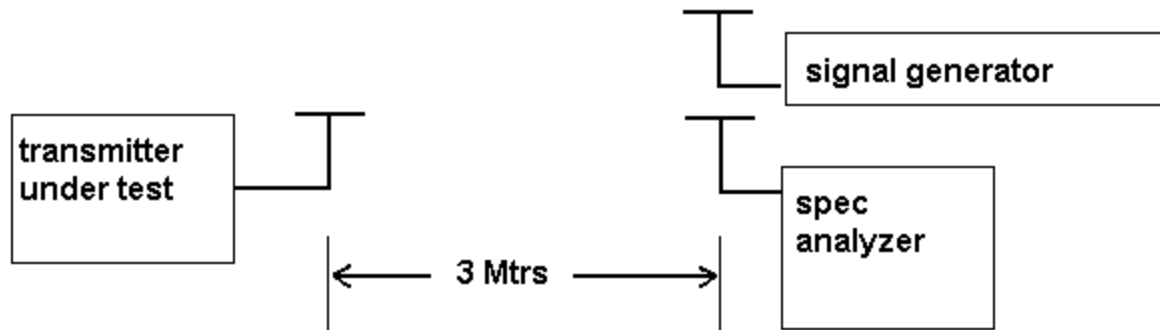 signal generator
transmitter
under test
spec
analyzer
3 Mtrs